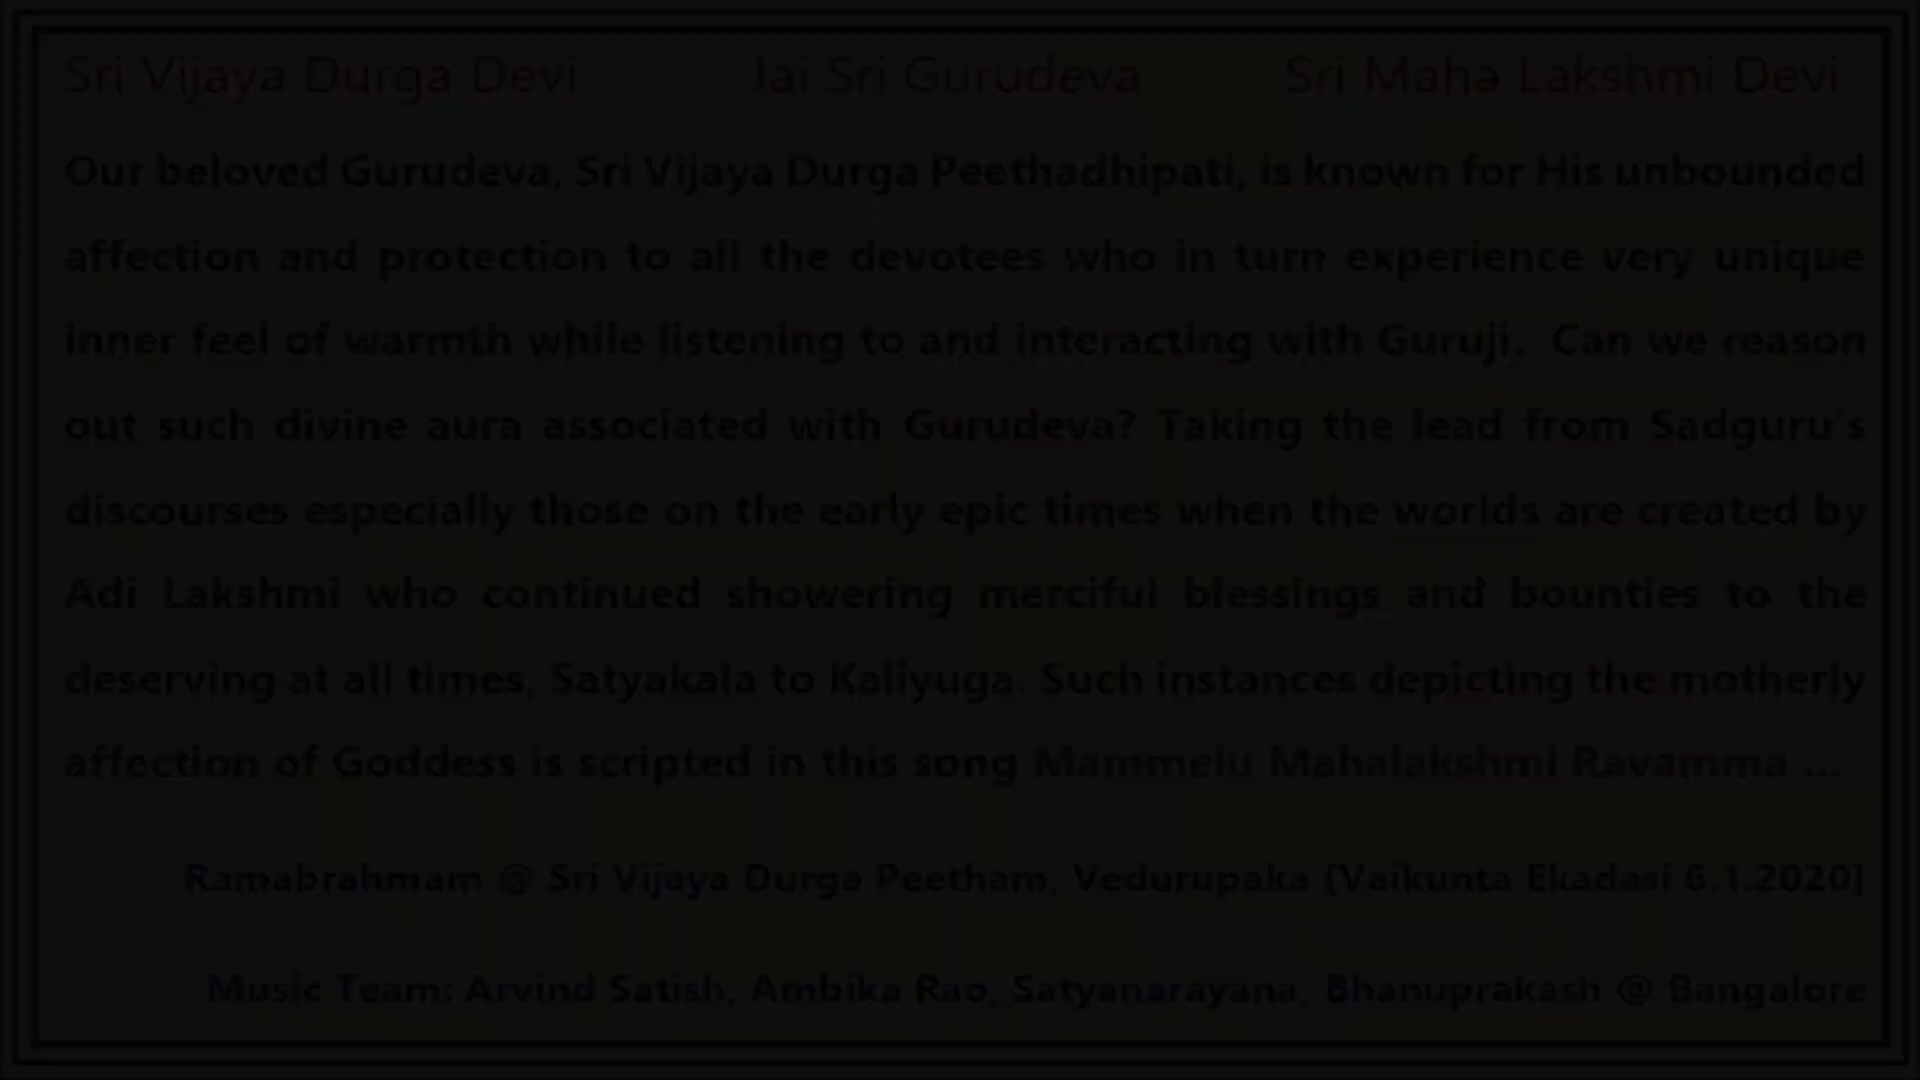 Sri Vijaya Durga Devi Jai Sri Gurudeva Sri Maha Lakshmi Devi
Our beloved Gurudeva, Sri Vijaya Durga Peethadhipati, is known for His unbounded
affection and protection to all the devotees who in turn experience very unique
inner feel of warmth while listening to and interacting with Guruji. Can we reason
out such divine aura associated with Gurudeva? Taking the lead from Sadguru's
discourses especially those on the early epic times when the worlds are created by
Adi Lakshmi who continued showering merciful blessings and bounties to the
deserving at all times, Satyakala to Kaliyuga. Such instances depicting the motherly
affection of Goddess is scripted in this song Mammelu Mahalakshmi Ravamma ...
Ramabrahmam @ Sri Vijaya Durga Peetham, Vedurupaka [Vaikunta Ekadasi 6.1.2020]
Music Team: Arvind Satish, Ambika Rao, Satyanarayana, Bhanuprakash @ Bangalore